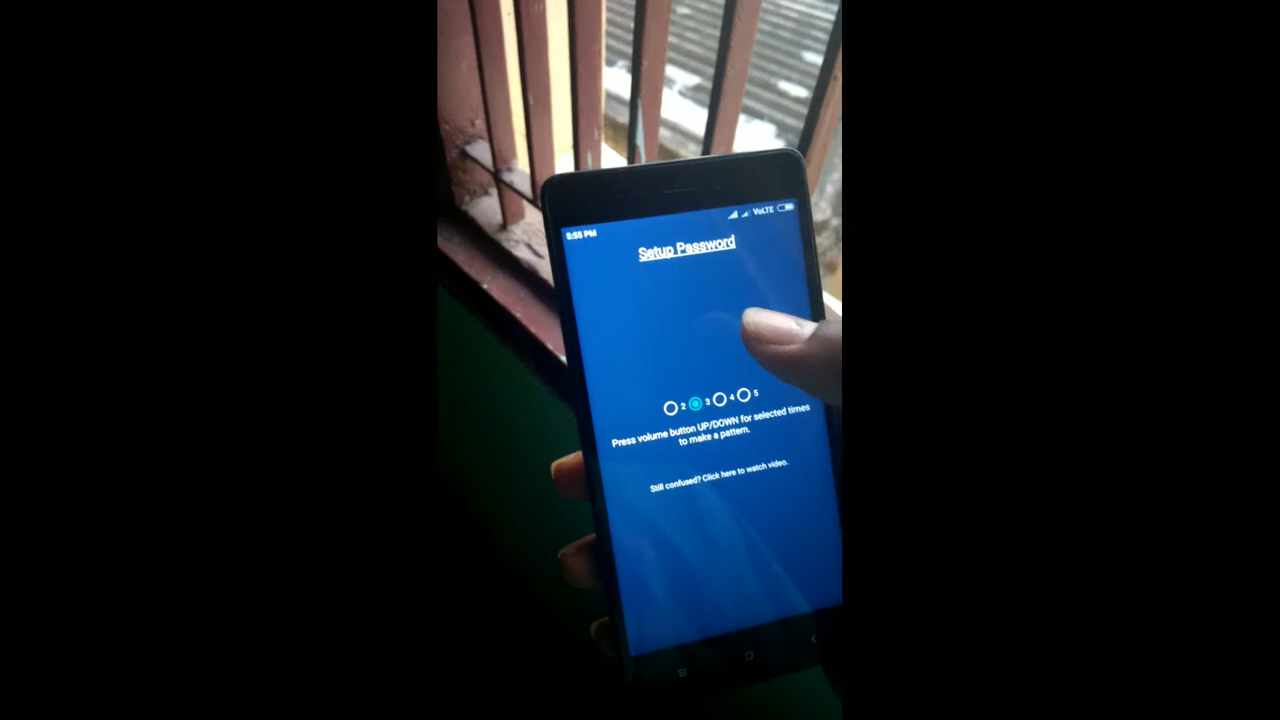 5:55 PM VoLTE
Setup Password
2 3 4 5
Press volume button UP/DOWN for selected times
to make a pattern.
Still confused? Click here to watch video.